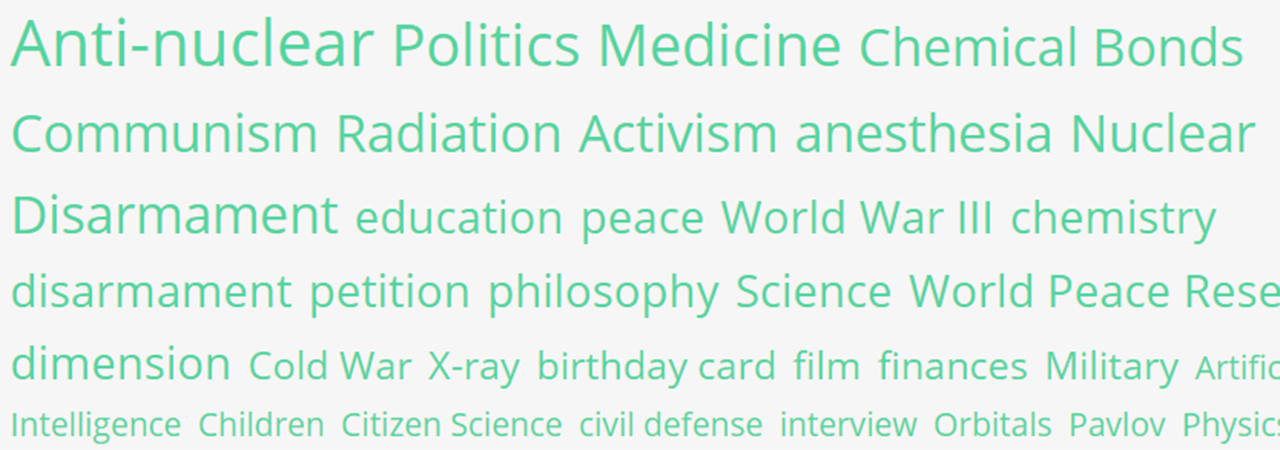 Anti-nuclear Politics Medicine Chemical Bonds
Communism Radiation Activism anesthesia Nuclear
Disarmament education peace World War III chemistry
disarmament petition philosophy Science World Peace Rese
dimension Cold War X-ray birthday card film finances Military Artific
Intelligence Children Citizen Science civil defense interview Orbitals Pavlov Physics